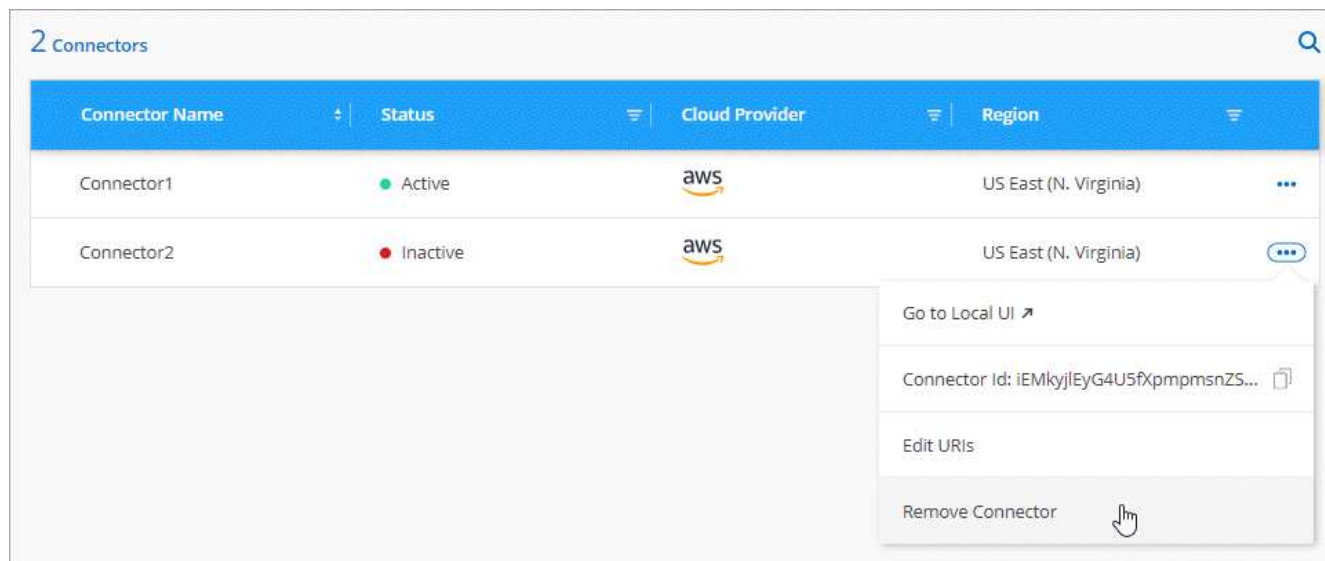 2 Connectors
Connector Name Status Cloud Provider Region
Connector1 Active aws US East (N. Virginia)
Connector2 Inactive aws US East (N. Virginia)
Go to Local UI
Connector Id: iEMkyjlEyG4U5fXpmpmsnZS...
Edit URIs
Remove Connector